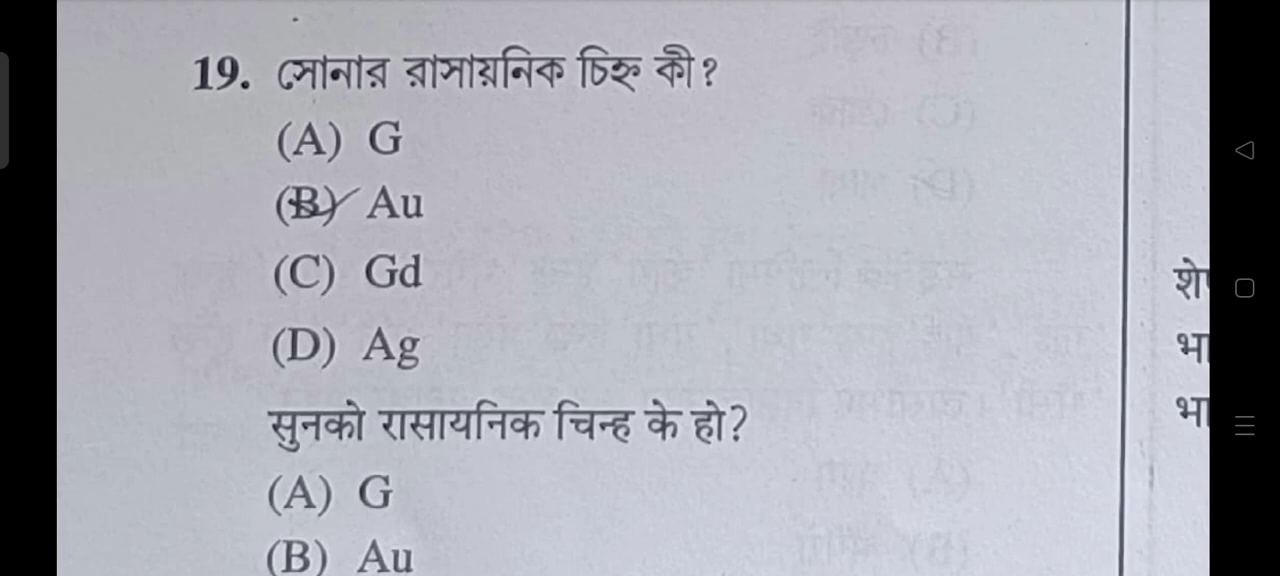 19. সোনার রাসায়নিক চিহ্ন কী?
(A) G
(B) Au
(C) Gd
(D) Ag
सुनको रासायनिक चिन्ह के हो?
(A) G
(B) Au
भा
भा